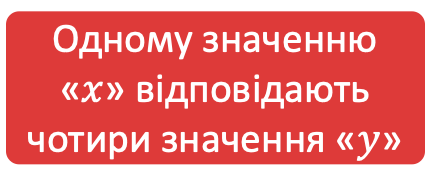 Одному значенню
«x» відповідають
чотири значення «y»